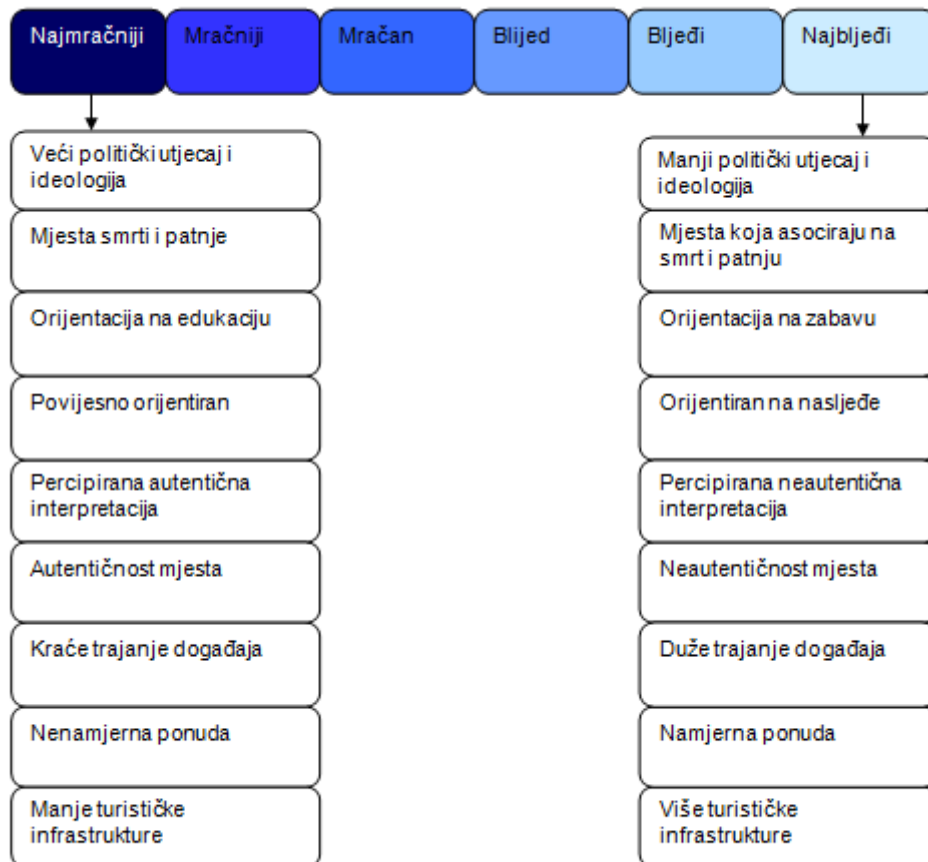 Najmračniji
Mračniji
Mračan
Blijed
Bljeđi
Najbljeđi
Veći politički utjecaj i
ideologija
Mjesta smrti i patnje
Orijentacija na edukaciju
Povijesno orijentiran
Percipirana autentična
interpretacija
Autentičnost mjesta
Kraće trajanje događaja
Nenamjerna ponuda
Manje turističke
infrastrukture
Manji politički utjecaj i
ideologija
Mjesta koja asociraju na
smrt i patnju
Orijentacija na zabavu
Orijentiran na nasljeđe
Percipirana neautentična
interpretacija
Neautentičnost mjesta
Duže trajanje događaja
Namjerna ponuda
Više turističke
infrastrukture